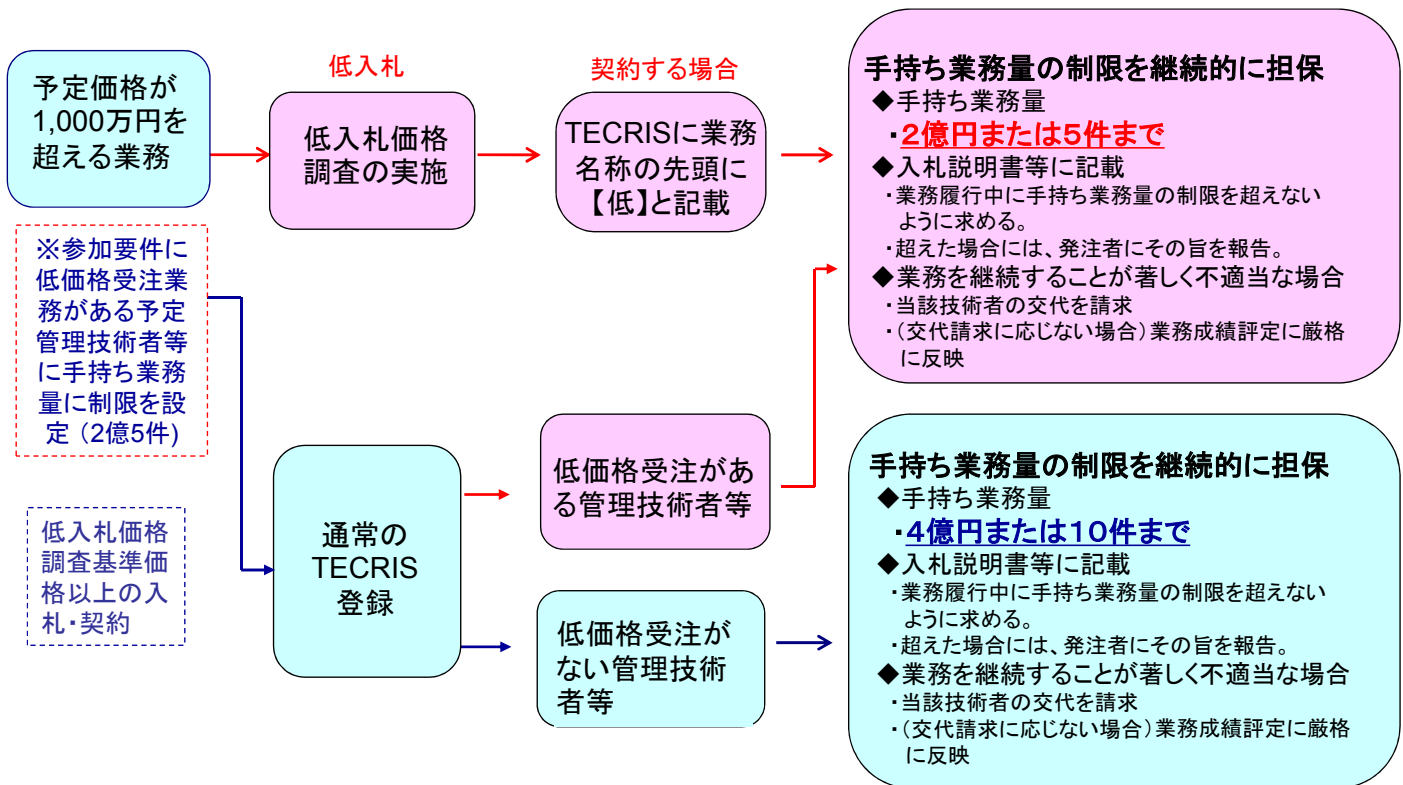 予定価格が
1,000万円を
超える業務
低入札
低入札価格
調査の実施
契約する場合
TECRISに業務
名称の先頭に
【低】と記載
手持ち業務量の制限を継続的に担保
◆手持ち業務量
・２億円または５件まで
◆入札説明書等に記載
・業務履行中に手持ち業務量の制限を超えない
ように求める。
・超えた場合には、発注者にその旨を報告。
◆業務を継続することが著しく不適当な場合
・当該技術者の交代を請求
・（交代請求に応じない場合）業務成績評定に厳格
に反映
※参加要件に
低価格受注業
務がある予定
管理技術者等
に手持ち業務
量に制限を設
定（2億5件)
低入札価格
調査基準価
格以上の入
札・契約
通常の
TECRIS
登録
低価格受注があ
る管理技術者等
低価格受注が
ない管理技術
者等
手持ち業務量の制限を継続的に担保
◆手持ち業務量
・４億円または１０件まで
◆入札説明書等に記載
・業務履行中に手持ち業務量の制限を超えない
ように求める。
・超えた場合には、発注者にその旨を報告。
◆業務を継続することが著しく不適当な場合
・当該技術者の交代を請求
・（交代請求に応じない場合）業務成績評定に厳格
に反映